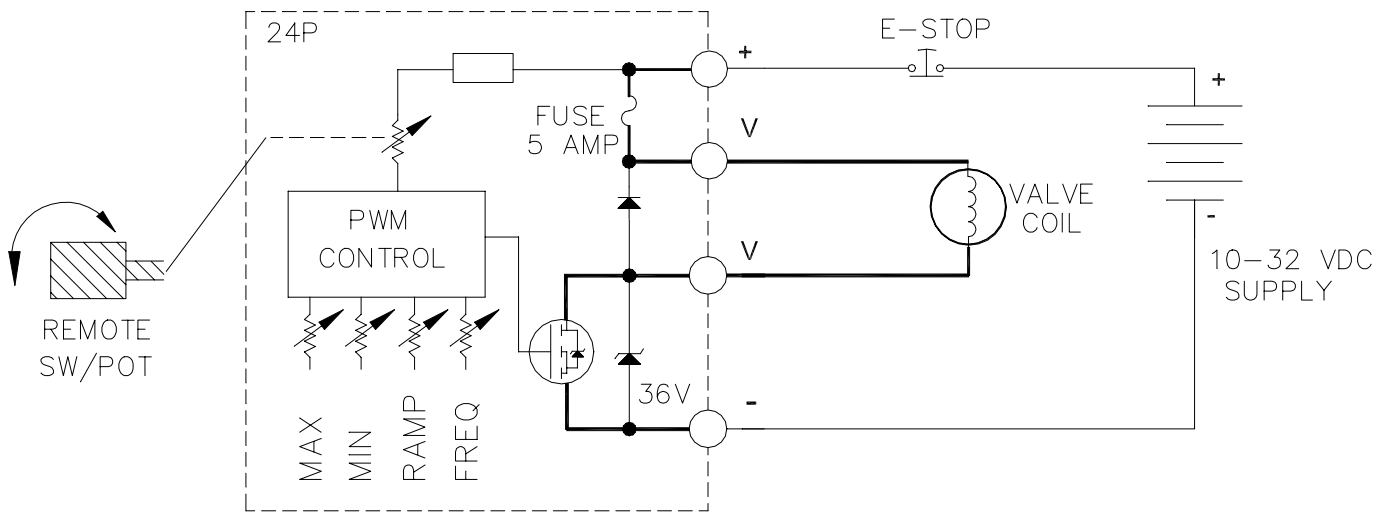 24P
E-STOP
+
+
FUSE
5 AMP
V
VALVE
COIL
PWM
CONTROL
-
V
10-32 VDC
SUPPLY
REMOTE
SW/POT
36V
-
MAX
MIN
RAMP
FREQ